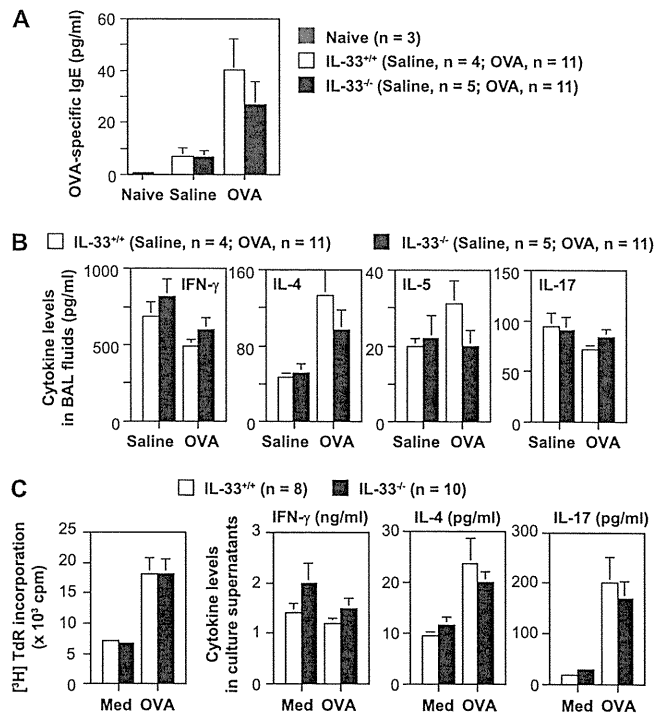 A
OVA-specific IgE (pg/ml)
60
40
20
0
Naive Saline OVA
Naive (n = 3)
IL-33+/+ (Saline, n = 4; OVA, n = 11)
IL-33-/- (Saline, n = 5; OVA, n = 11)
B
IL-33+/+ (Saline, n = 4; OVA, n = 11)
IL-33-/- (Saline, n = 5; OVA, n = 11)
Cytokine levels
in BAL fluids (pg/ml)
1000
500
0
IFN-γ
Saline OVA
160
80
0
IL-4
Saline OVA
40
20
0
IL-5
Saline OVA
150
100
50
0
IL-17
Saline OVA
C
IL-33+/+ (n = 8)
IL-33-/- (n = 10)
[³H] TdR incorporation
(x 10³ cpm)
25
20
15
10
5
0
Med OVA
Cytokine levels
in culture supernatants
IFN-γ (ng/ml)
3
2
1
0
Med OVA
IL-4 (pg/ml)
30
20
10
0
Med OVA
IL-17 (pg/ml)
300
200
100
0
Med OVA